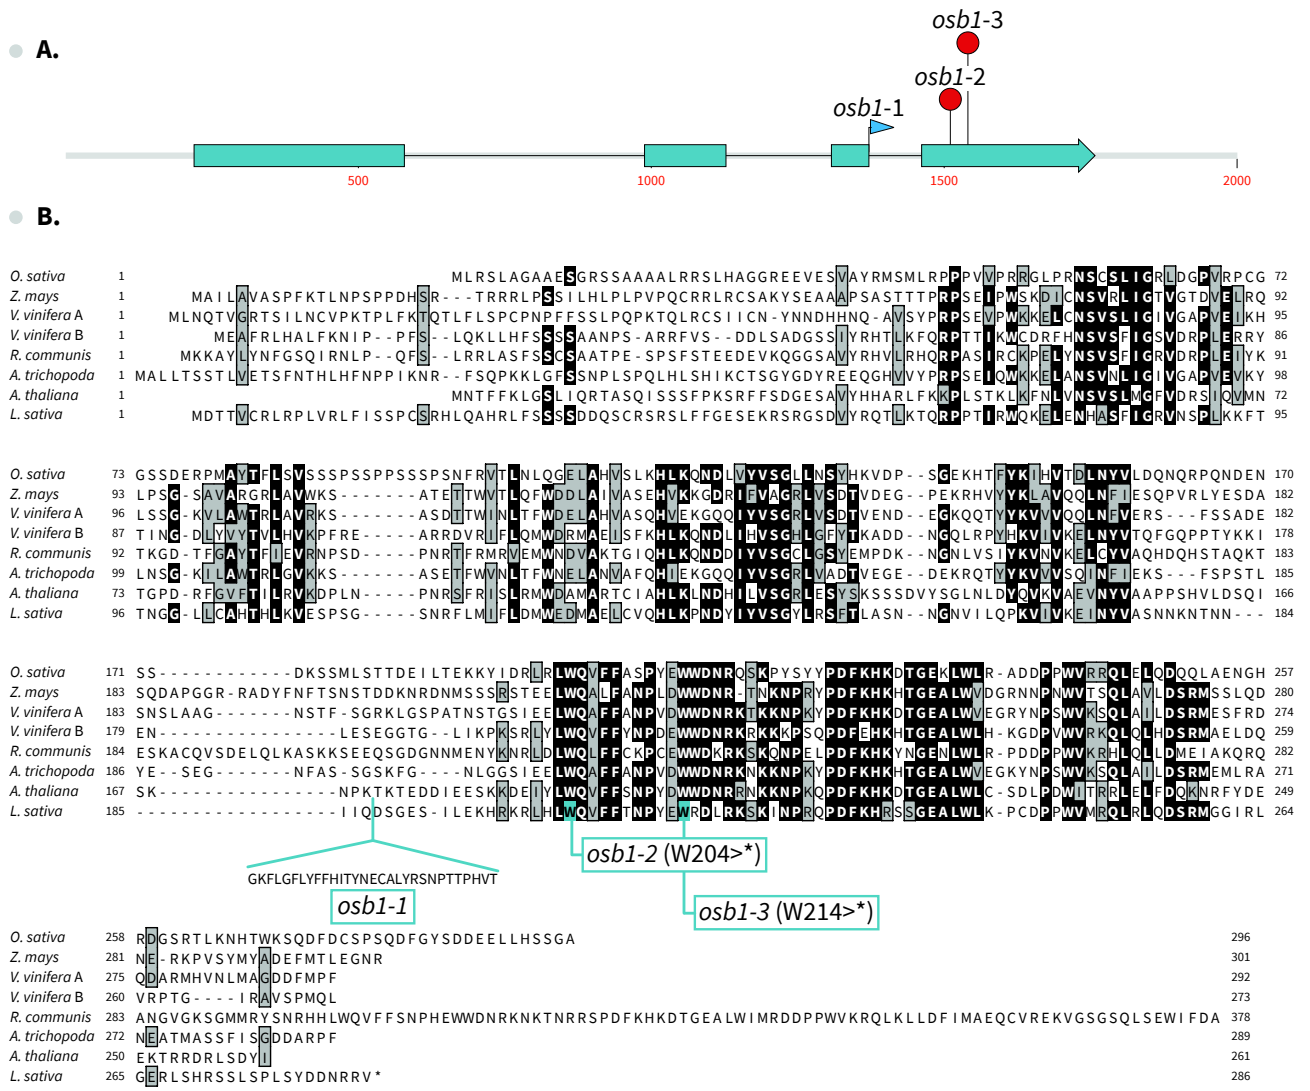 A.
osb1-3
osb1-2
osb1-1
500 1000 1500 2000
B.
O. sativa 1 MLRSLAGAAESGRSSAAAALRRSLHAGGREEVESVAYRMSMLRPPPVVPRRGLPRNSCSLIGRLDGPVRPCG 72
Z. mays 1 MAILAVASPFKTLNPSPPDHSR---TRRRLPSSILHLPLPVPQCRRLRCSAKYSEAAAPSASTTTPRPSEIPWSKDICNSVRLIGTVGTDVELRQ 92
V. vinifera A 1 MLNQTVGRTSILNCVPKTPLFKTQTLFLSPCPNPFFSSLPQPKTQLRCSIICN-YNNDHHNQ-AVSYPRPSEVPWKKELCNSVSLIGIVGAPVEIKH 95
V. vinifera B 1 MEAFRLHALFKNIP--PFS--LQKLLHFSSSAANPS-ARRFVS--DDLSADGSSIYRHTLKFQRPTTIKWCDRFHNSVSFIGSVDRPLERRY 86
R. communis 1 MKKAYLYNFGSQIRNLP-QFS-LRRLASFSSCSAATPE-SPSFSTEEDEVKQGGSAVYRHVLRHQRPASIRCKPELYNSVSFIGRVDRPLEIYK 91
A. trichopoda 1 MALLTSSTLVETSFNTHLHFNPPIKNR-FSQPKKLGFSSNPLSPQLHLSHIKCTSGYGDYREEQGHVVYPRPSEIQWKKELANSVNLIGIVGAPVEVKY 98
A. thaliana 1 MNTFFKLGSLIQRTASQISSSFPKSRFFSDGESAVYHHARLFKKPLSTKLKFNLVNSVSLMGFVDRSIQVMN 72
L. sativa 1 MDTTVCRLRPLVRLFISSPCSRHLQAHRLFSSSSDDQSCRSRSLFFGESEKRSRGSDVYRQTLKTQRPPTIRWQKELENHASFIGRVNSPLKKFT 95
O. sativa 73 GSSDERPMAYTFLSVSSSPSSPPSSSPSNFRVTLNLQGELAHVSLKHLKQNDLVYVSGLLNSYHKVDP--SGEKHTFYKIHVTDLNYVLDQNQRPQNDEN 170
Z. mays 93 LPSG-SAVARGRLAVWKS-------ATETTWVTLQFWDDLAIVASEHVKKGDRIFVAGRLVSDTVDEG--PEKRHVYYKLAVQQLNFIESQPVRLYESDA 182
V. vinifera A 96 LSSG-KVLAWTRLAVRKS-------ASDTTWINLTFWDELAHVASQHVEKGQQIYVSGRLVSDTVEND--EGKQQTYYKVVVQQLNFVERS---FSSADE 182
V. vinifera B 87 TING-DLYVYTVLHVKPFRE-----ARRDVRIFLQMWDRMAEISFKHLKQNDLIHVSGHLGFYTKADD--NGQLRPYHKVIVKELNYVTQFGQPPTYKKI 178
R. communis 92 TKGD-TFGAYTFIEVRNPSD-----PNRTFRMRVEMWNDVAKTGIQHLKQNDDIYVSGCLGSYEMPDK--NGNLVSIYKVNVKELCYVAQHDQHSTAQKT 183
A. trichopoda 99 LNSG-KILAWTRLGVKKS-------ASETFWVNLTFWNELANVAFQHIEKGQQIYVSGRLVADTVEGE--DEKRQTYYKVVVSQINFIEKS---FSPSTL 185
A. thaliana 73 TGPD-RFGVFTILRVKDPLN-----PNRSFRISLRMWDAMARTCIAHLKLNDHILVSGRLESYSKSSSDVYSGLNLDYQVKVAEVNYVAAPPSHVLDSQI 166
L. sativa 96 TNGG-LLCAHTHLKVESPSG-----SNRFLMIFLDMWEDMAELCVQHLKPNDYIYVSGYLRSFTLASN--NGNVILQPKVIVKEINYVASNNKNTNN--- 184
O. sativa 171 SS------------DKSSMLSTTDEILTEKKYIDRLRLWQVFFASPYEWWDNRQSKPYSYYPDFKHKDTGEKLWLR-ADDPPWVRRQLELQDQQLAENGH 257
Z. mays 183 SQDAPGGR-RADYFNFTSNSTDDKNRDNMSSSRSTEELWQALFANPLDWWDNR-TNKNPRYPDFKHKDTGEALWVDGRNNPNWVTSQLAVLDSRMSSLQD 280
V. vinifera A 183 SNSLAAG-------NSTF-SGRKLGSPATNSTGSIEELWQAFFANPVDWWDNRKTKKNPKYPDFKHKDTGEALWVEGRYNPSWVKSQLAILDSRMESFRD 274
V. vinifera B 179 EN------------------LESEGGTG-LIKPKSRLYLWQVLFENPYDWWDNRKRKKKPSQPDFEHKHTGEALWLH-KGDPVWVRKQLQLHDSRMAELDQ 259
R. communis 184 ESKACQVSDELQLKASKKSEEQSGDGNNMENYKNRLDLWQLFFCKPCEWWDKRKSKQNPELPDFKHKYNGENLWLR-PDDPPWVKRHLQLLDMEIAKQRQ 282
A. trichopoda 186 YE--SEG-------NFAS-SGSKFG---NLGGSIEELWQAFFANPVDWWDNRKNKKNPKYPDFKHKHTGEALWVEGKYNPSWVKSQLAILDSRMEMLRA 271
A. thaliana 167 SK----------------NPKTKTEDDIEESKKDEIYLWQVFFSNPYDWWDNRRNKKNPKQPDFKHKDTGEALWLC-SDLPDWITRRLELFDQKNRFYDE 249
L. sativa 185 --------------------IIQDSGES-ILEKHRKRLHLWQVFFTNPYEWRDLRKSKINPRQPDFKHRSSGEALWLK-PCDPPWVMRQLRLQDSRMGGIRL 264
GKFLGFLYFFHITYNECALYRSNPTTPHVT
osb1-2 (W204>*)
osb1-1
osb1-3 (W214>*)
O. sativa 258 RDGSRTLKNHTWKSQDFDCSPSQDFGYSDDEELLHSSGA 296
Z. mays 281 NE-RKPVSYMYADEFMTLEGNR 301
V. vinifera A 275 QDARMHVNLMAGDDFMPF 292
V. vinifera B 260 VRPTG----IRAVSPMQL 273
R. communis 283 ANGVGKSGMMRYSNRHHLWQVFFSNPHEWWDNRKNKTNRRSPDFKHKDTGEALWIMRDDPPWVKRQLKLLDFIMAEQCVREKVGSGSQLSEWIFDA 378
A. trichopoda 272 NEATMASSFISGDDARPF 289
A. thaliana 250 EKTRRDRLSDYI 261
L. sativa 265 GERLSHRSSLSPLSYDDNRRV* 286